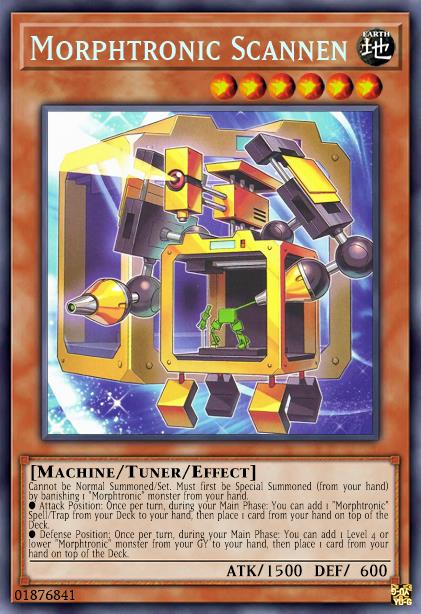 MORPHTRONIC SCANNEN
EARTH
地
[MACHINE/TUNER/EFFECT]
Cannot be Normal Summoned/Set. Must first be Special Summoned (from your hand)
by banishing 1 "Morphtronic" monster from your hand.
● Attack Position: Once per turn, during your Main Phase: You can add 1 "Morphtronic"
Spell/Trap from your Deck to your hand, then place 1 card from your hand on top of the
Deck.
● Defense Position: Once per turn, during your Main Phase: You can add 1 Level 4 or
lower "Morphtronic" monster from your GY to your hand, then place 1 card from your
hand on top of the Deck.
ATK/1500 DEF/ 600
01876841